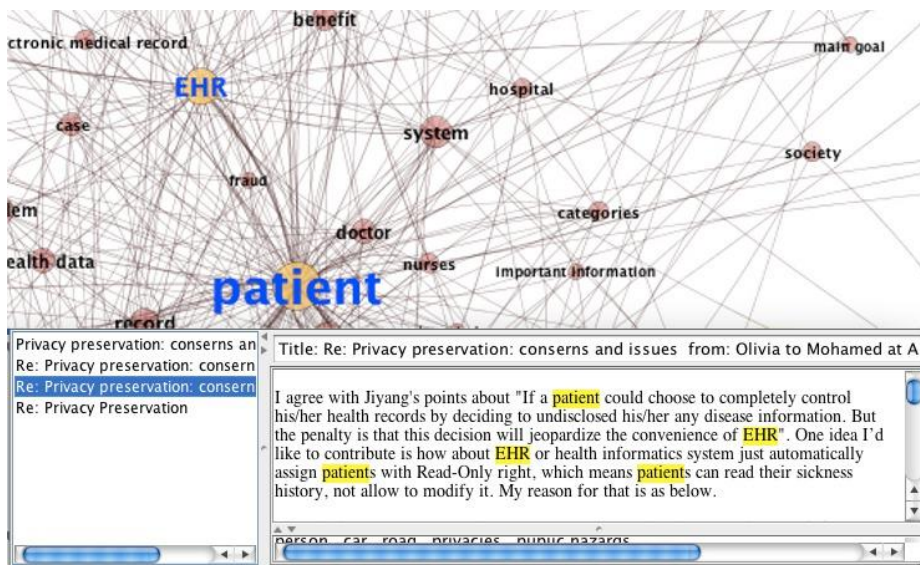 benefit
ctronic medical record
main goal
EHR
hospital
case
system
society
fraud
em
categories
doctor
ealth data
nurses
important information
patient
record
Privacy preservation: conserns an
Re: Privacy preservation: consern
Re: Privacy preservation: consern
Re: Privacy Preservation
Title: Re: Privacy preservation: conserns and issues from: Olivia to Mohamed at A
I agree with Jiyang's points about "If a patient could choose to completely control
his/her health records by deciding to undisclosed his/her any disease information. But
the penalty is that this decision will jeopardize the convenience of EHR". One idea I'd
like to contribute is how about EHR or health informatics system just automatically
assign patients with Read-Only right, which means patients can read their sickness
history, not allow to modify it. My reason for that is as below.
person car road privacies public hazards